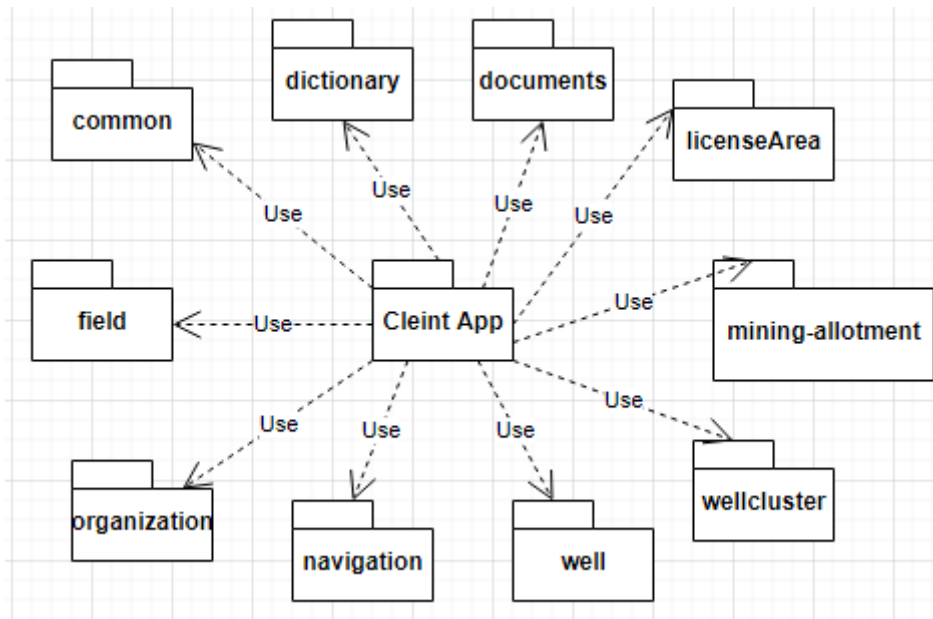 dictionary
documents
common
licenseArea
Use
Use
Use
Use
field
Use
Cleint App
Use
mining-allotment
Use
Use
Use
Use
wellcluster
organization
navigation
well